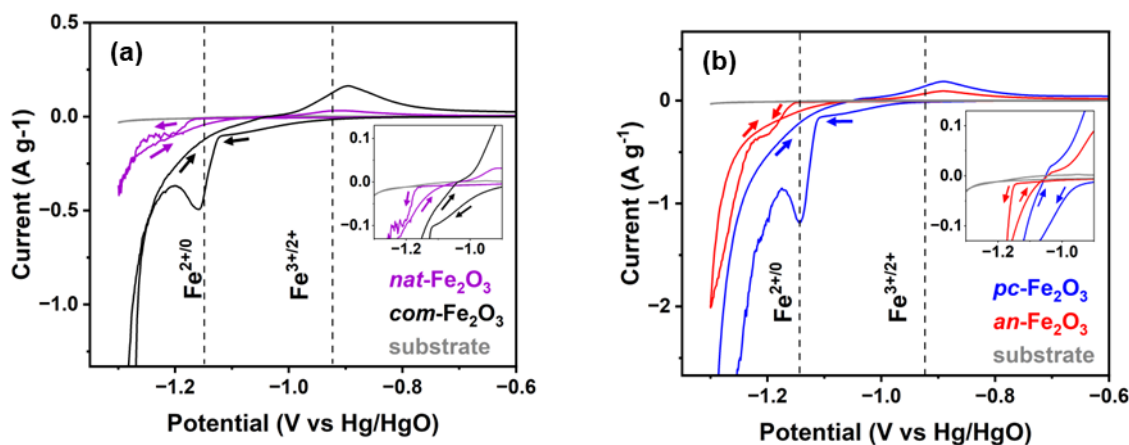 (a)
Current (A g-1)
0.5
0.0
−0.5
−1.0
Fe²⁺/⁰
Fe³⁺/²⁺
0.1
0.0
−0.1
−1.2
−1.0
nat-Fe₂O₃
com-Fe₂O₃
substrate
−1.2
−1.0
−0.8
−0.6
Potential (V vs Hg/HgO)
(b)
Current (A g⁻¹)
0
−1
−2
Fe²⁺/⁰
Fe³⁺/²⁺
0.1
0.0
−0.1
−1.2
−1.0
pc-Fe₂O₃
an-Fe₂O₃
substrate
−1.2
−1.0
−0.8
−0.6
Potential (V vs Hg/HgO)